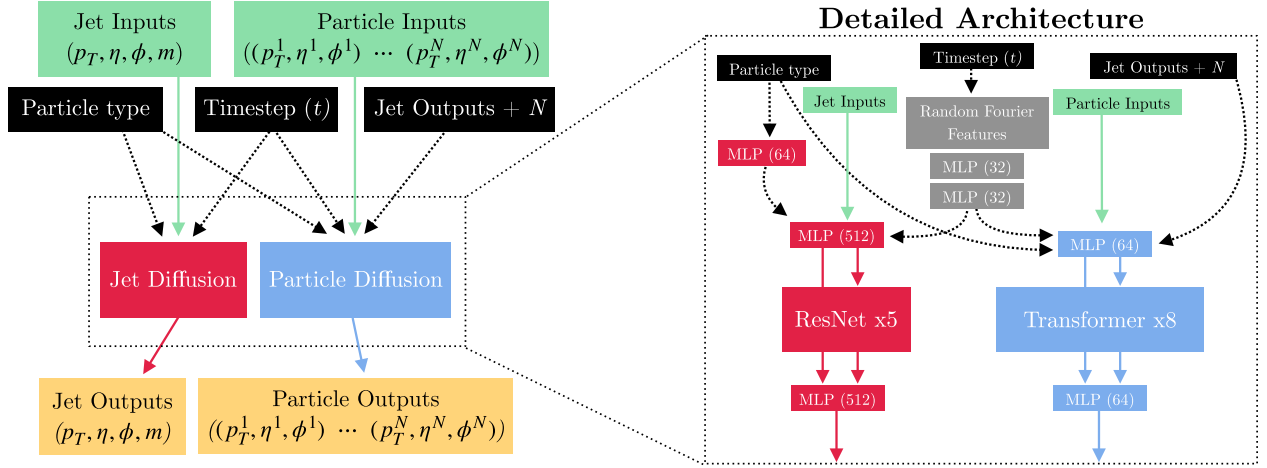 Jet Inputs
(p_T, η, ϕ, m)
Particle Inputs
((p_T^1, η^1, ϕ^1) ⋯ (p_T^N, η^N, ϕ^N))
Particle type
Timestep (t)
Jet Outputs + N
Jet Diffusion
Particle Diffusion
Jet Outputs
(p_T, η, ϕ, m)
Particle Outputs
((p_T^1, η^1, ϕ^1) ⋯ (p_T^N, η^N, ϕ^N))
Detailed Architecture
Particle type
Timestep (t)
Jet Outputs + N
Jet Inputs
Random Fourier
Features
Particle Inputs
MLP (64)
MLP (32)
MLP (32)
MLP (512)
MLP (64)
ResNet x5
Transformer x8
MLP (512)
MLP (64)